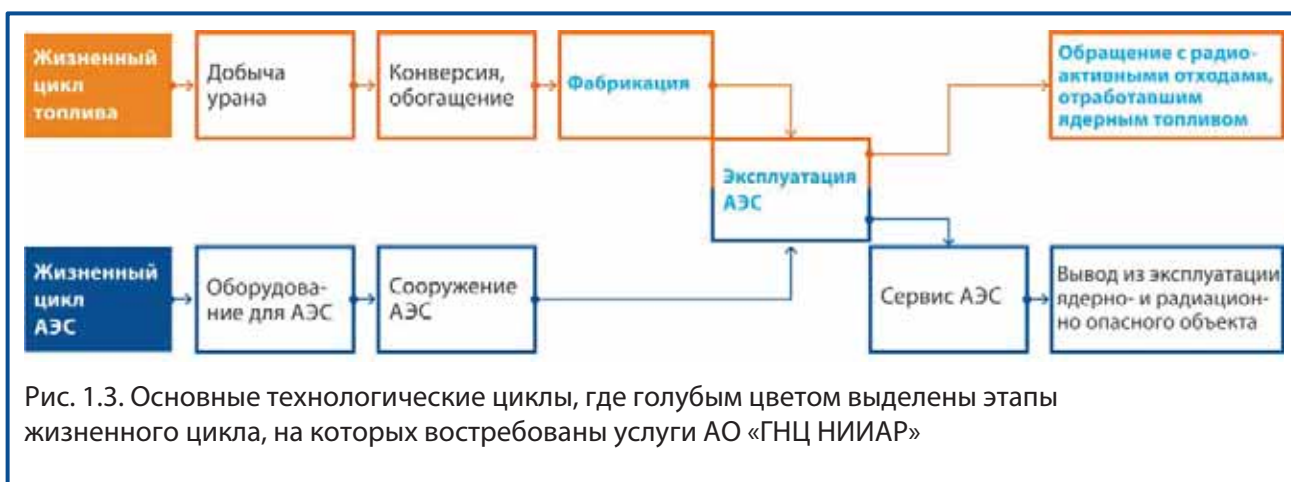 Жизненный
цикл
топлива
Добыча
урана
Конверсия,
обогащение
Фабрикация
Обращение с радио-
активными отходами,
отработавшим
ядерным топливом
Эксплуатация
АЭС
Жизненный
цикл
АЭС
Оборудова-
ние для АЭС
Сооружение
АЭС
Сервис АЭС
Вывод из эксплуатации
ядерно- и радиацион-
но опасного объекта
Рис. 1.3. Основные технологические циклы, где голубым цветом выделены этапы
жизненного цикла, на которых востребованы услуги АО «ГНЦ НИИАР»